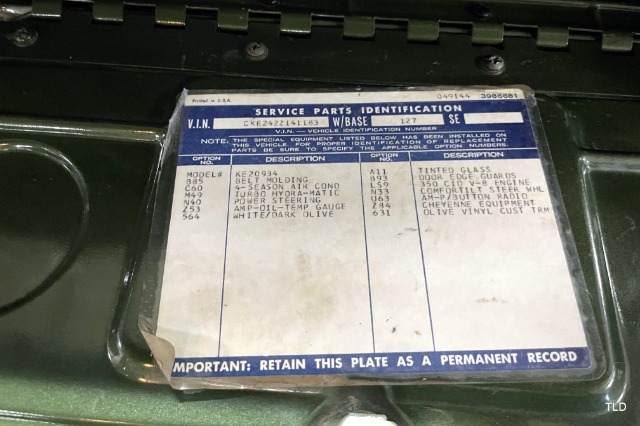 Printed in U.S.A. 049144 3986681
SERVICE PARTS IDENTIFICATION
V.I.N. CKE242Z141183 W/BASE 127 SE
V.I.N. – VEHICLE IDENTIFICATION NUMBER
NOTE: THE SPECIAL EQUIPMENT LISTED BELOW HAS BEEN INSTALLED ON
THIS VEHICLE. FOR PROPER IDENTIFICATION OF REPLACEMENT
PARTS BE SURE TO SPECIFY THE APPLICABLE OPTION NUMBERS.
OPTION NO. DESCRIPTION OPTION NO. DESCRIPTION
MODEL# KE20934 A11 TINTED GLASS
B85 BELT MOLDING B93 DOOR EDGE GUARDS
C60 4-SEASON AIR COND LS9 350 CID V-8 ENGINE
M49 TURBO HYDRA-MATIC N33 COMFORTILT STEER WHL
N40 POWER STEERING U63 AM-P/BUTTON RADIO
Z53 AMP-OIL-TEMP GAUGE Z84 CHEYENNE EQUIPMENT
564 WHITE/DARK OLIVE 631 OLIVE VINYL CUST TRM
MPORTANT: RETAIN THIS PLATE AS A PERMANENT RECORD
TLD